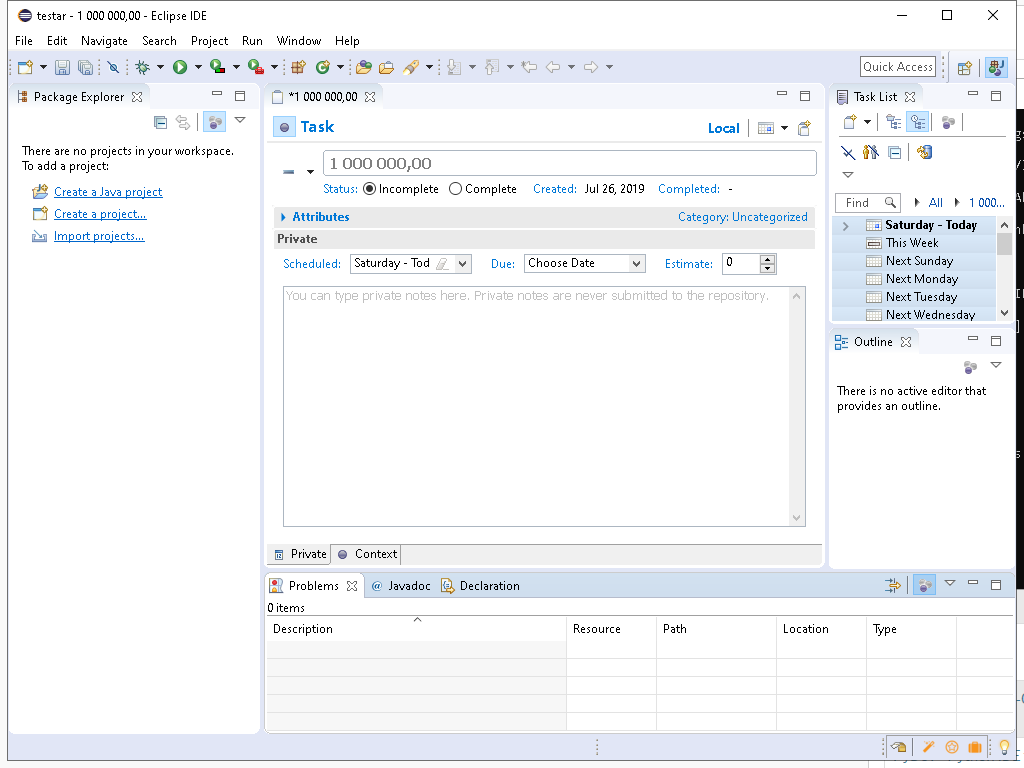 testar - 1 000 000,00 - Eclipse IDE
File Edit Navigate Search Project Run Window Help
Quick Access
Package Explorer
There are no projects in your workspace.
To add a project:
Create a Java project
Create a project...
Import projects...
*1 000 000,00
Task
Local
1 000 000,00
Status: Incomplete Complete Created: Jul 26, 2019 Completed: -
Attributes Category: Uncategorized
Private
Scheduled: Saturday - Tod Due: Choose Date Estimate: 0
You can type private notes here. Private notes are never submitted to the repository.
Private Context
Task List
Find All 1 000...
Saturday - Today
This Week
Next Sunday
Next Monday
Next Tuesday
Next Wednesday
Outline
There is no active editor that
provides an outline.
Problems @ Javadoc Declaration
0 items
Description Resource Path Location Type